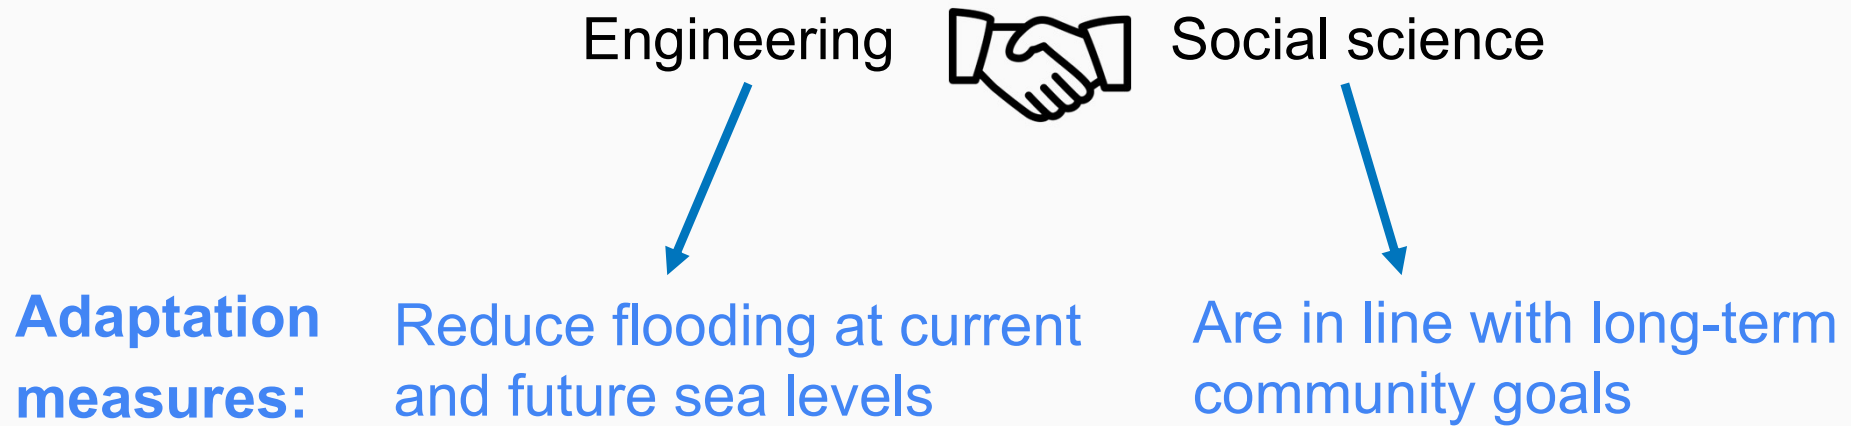 Engineering
Social science
Adaptation
measures:
Reduce flooding at current
and future sea levels
Are in line with long-term
community goals